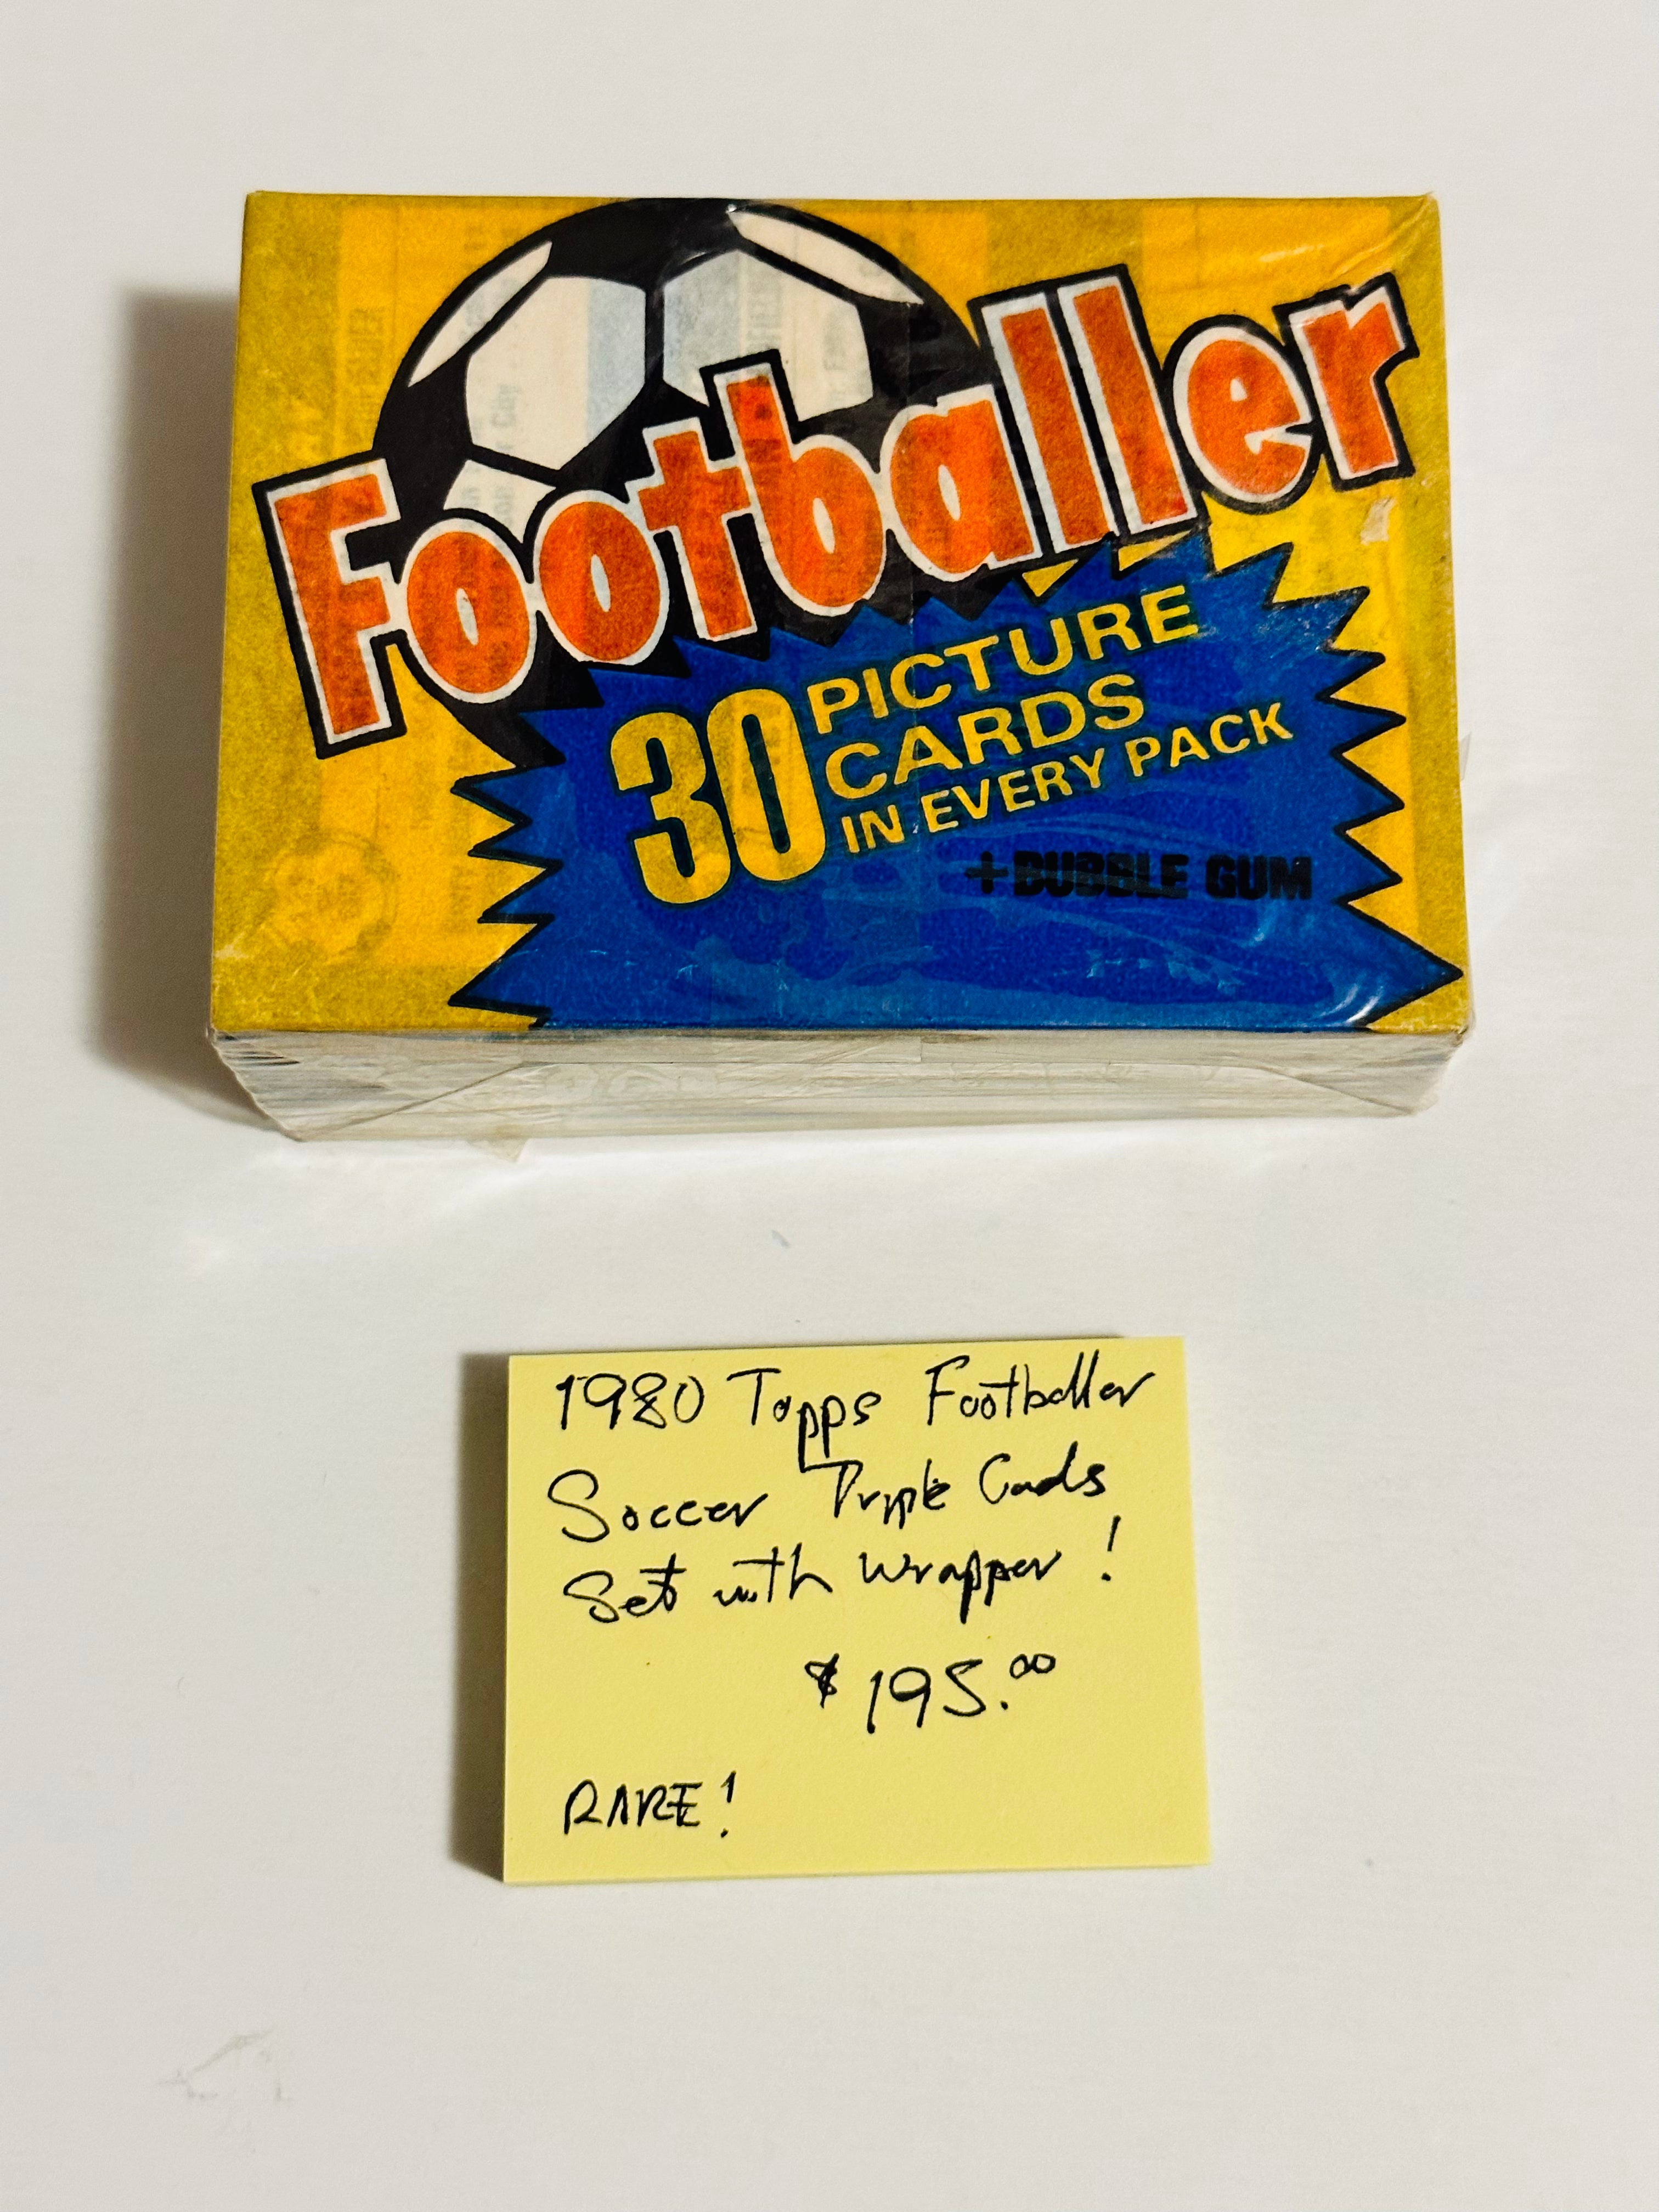 Footballer
30 PICTURE
CARDS
IN EVERY PACK
+BUBBLE GUM
1980 Topps Footballer
Soccer Triple Cards
Set with wrapper!
$195.00
RARE!